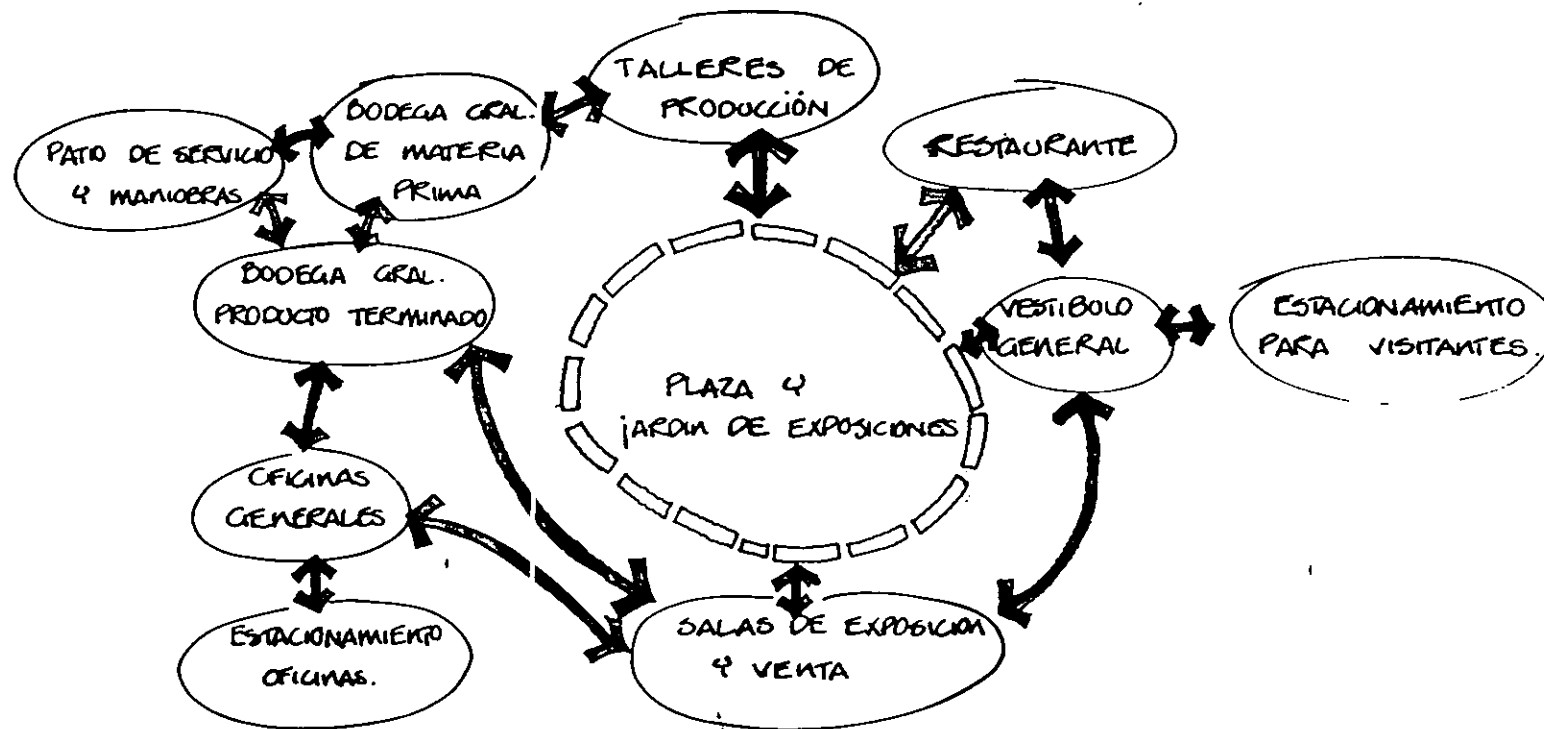 TALLERES DE
PRODUCCIÓN
BODEGA GRAL.
DE MATERIA
PRIMA
PATIO DE SERVICIO
Y MANIOBRAS
RESTAURANTE
BODEGA GRAL.
PRODUCTO TERMINADO
VESTIBOLO
GENERAL
ESTACIONAMIENTO
PARA VISITANTES.
PLAZA Y
jARDIN DE EXPOSICIONES
OFICINAS
GENERALES
ESTACIONAMIENTO
OFICINAS.
SALAS DE EXPOSICION
Y VENTA